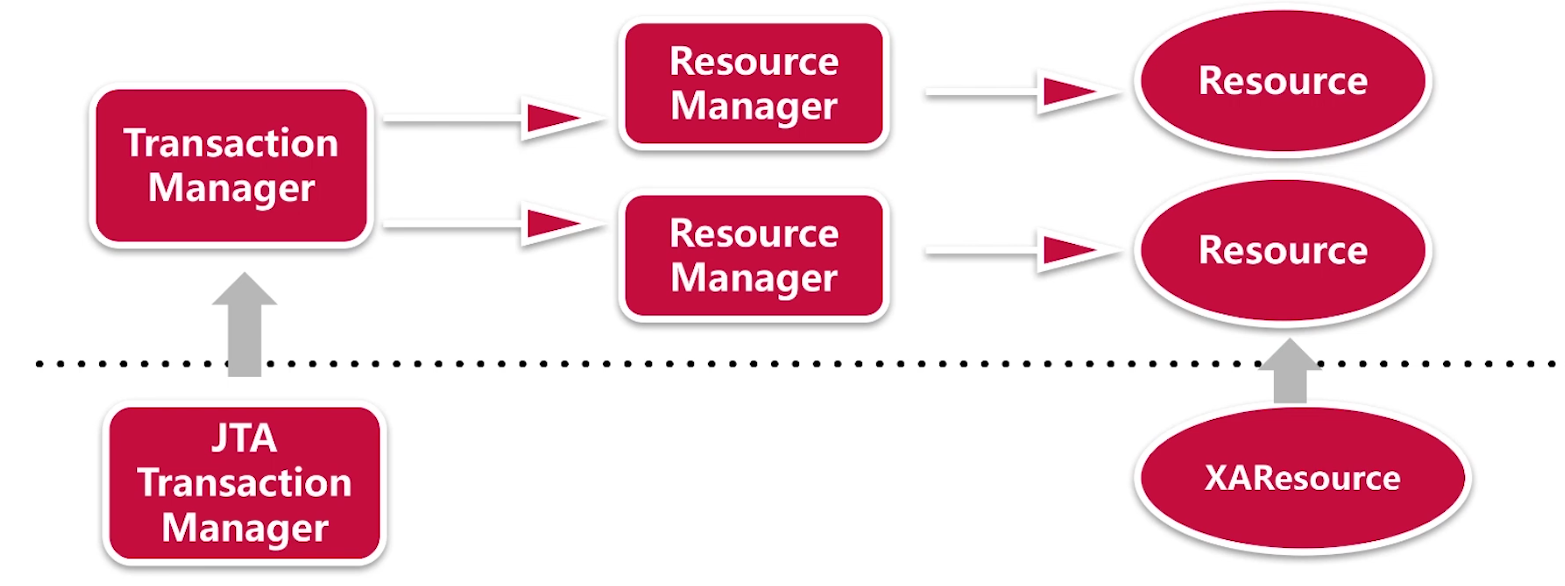 Transaction
Manager
Resource
Manager
Resource
Resource
Manager
Resource
JTA
Transaction
Manager
XAResource